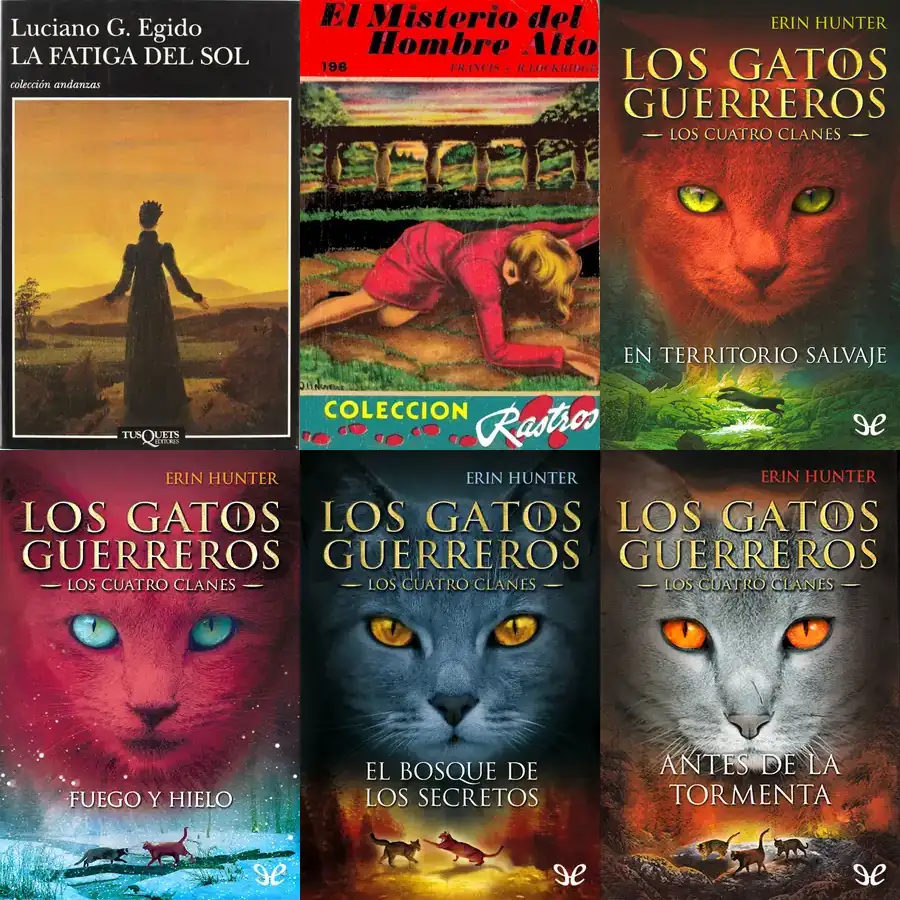 Luciano G. Egido
LA FATIGA DEL SOL
colección andanzas
TUSQUETS
EDITORES
El Misterio del
Hombre Alto
196
FRANCIS y R. LOCKRIDGE
COLECCION
Rastros
ERIN HUNTER
LOS GATOS
GUERREROS
LOS CUATRO CLANES
EN TERRITORIO SALVAJE
ERIN HUNTER
LOS GATOS
GUERREROS
LOS CUATRO CLANES
FUEGO Y HIELO
ERIN HUNTER
LOS GATOS
GUERREROS
LOS CUATRO CLANES
EL BOSQUE DE
LOS SECRETOS
ERIN HUNTER
LOS GATOS
GUERREROS
LOS CUATRO CLANES
ANTES DE LA
TORMENTA